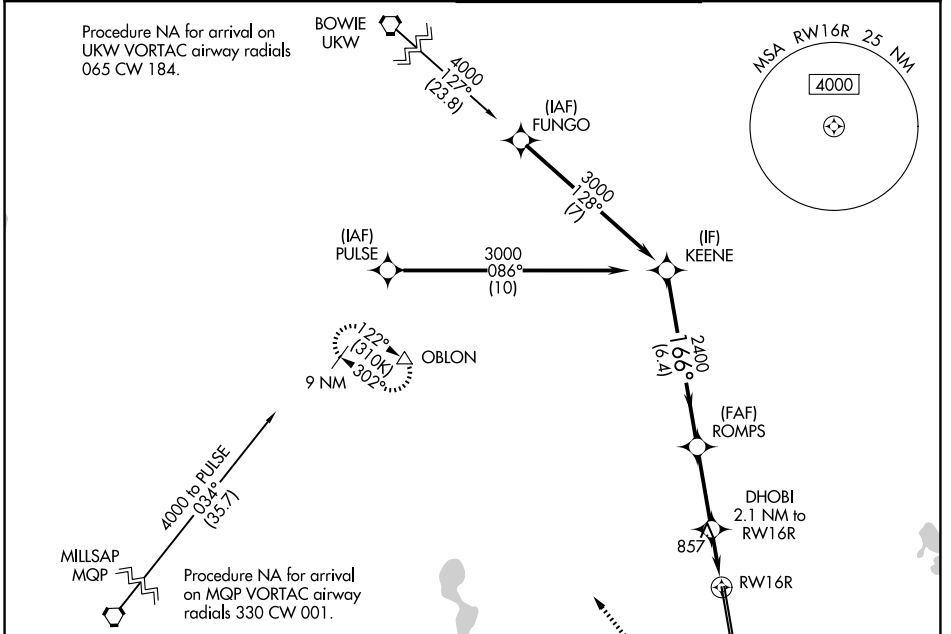 Procedure NA for arrival on
UKW VORTAC airway radials
065 CW 184.
BOWIE
UKW
4000
127°
(23.8)
(IAF)
FUNGO
3000
128°
(7)
MSA RW16R 25 NM
4000
(IAF)
PULSE
3000
086°
(10)
(IF)
KEENE
2400
166°
(6.4)
122°
(310K)
302°
OBLON
9 NM
(FAF)
ROMPS
4000 to PULSE
034°
(35.7)
DHOBI
2.1 NM to
RW16R
857
MILLSAP
MQP
Procedure NA for arrival
on MQP VORTAC airway
radials 330 CW 001.
RW16R